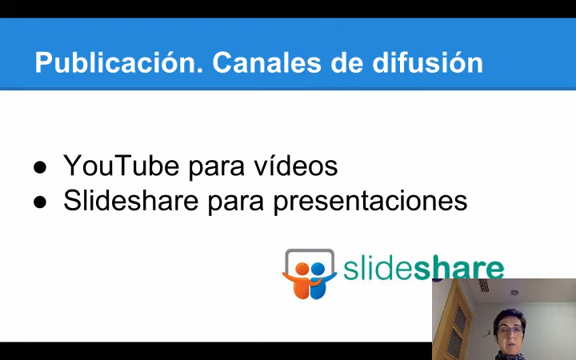 Publicación. Canales de difusión
● YouTube para vídeos
● Slideshare para presentaciones
slideshare